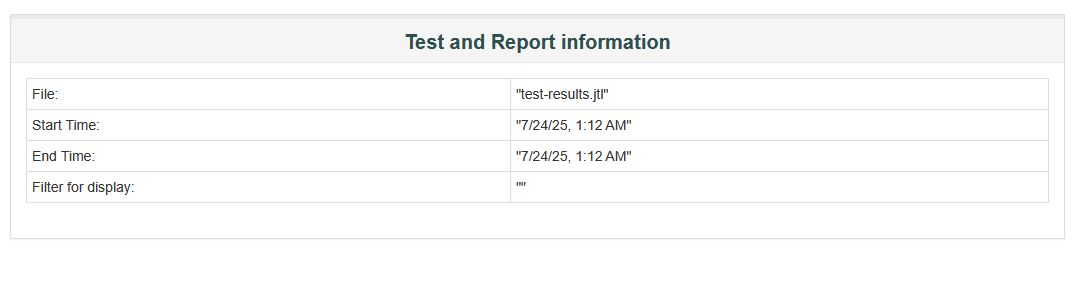 Test and Report information
File: "test-results.jtl"
Start Time: "7/24/25, 1:12 AM"
End Time: "7/24/25, 1:12 AM"
Filter for display: ""